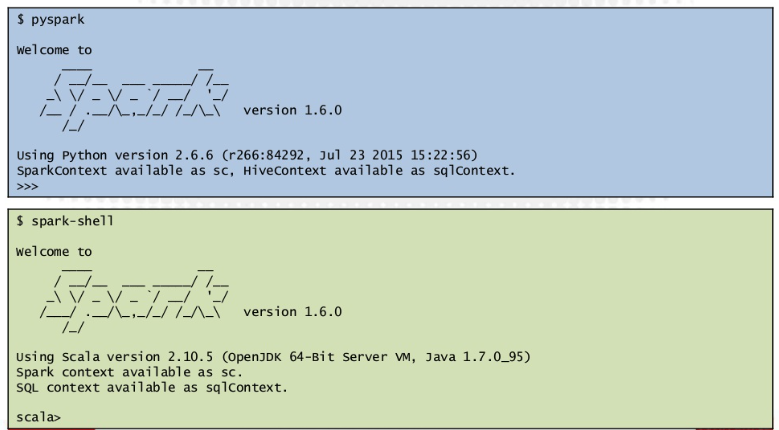 $ pyspark
Welcome to
      ____              __
     / __/__  ___ _____/ /__
    _\ \/ _ \/ _ `/ __/  '_/
   /__ / .__/\_,_/_/ /_/\_\   version 1.6.0
      /_/
Using Python version 2.6.6 (r266:84292, Jul 23 2015 15:22:56)
SparkContext available as sc, HiveContext available as sqlContext.
>>>
$ spark-shell
Welcome to
      ____              __
     / __/__  ___ _____/ /__
    _\ \/ _ \/ _ `/ __/  '_/
   /___/ .__/\_,_/_/ /_/\_\   version 1.6.0
      /_/
Using Scala version 2.10.5 (OpenJDK 64-Bit Server VM, Java 1.7.0_95)
Spark context available as sc.
SQL context available as sqlContext.
scala>